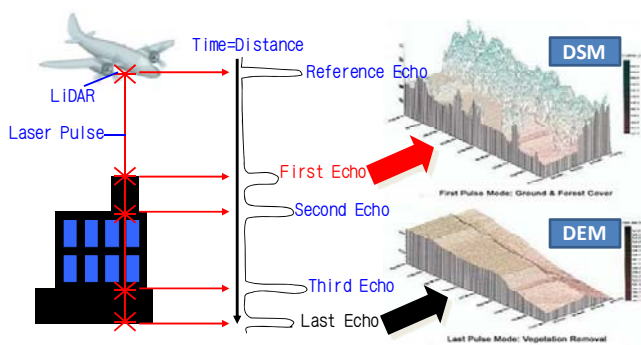 Time=Distance
DSM
Reference Echo
LiDAR
Laser Pulse
First Echo
First Pulse Mode: Ground & Forest Cover
Second Echo
DEM
Third Echo
Last Echo
Last Pulse Mode: Vegetation Removal